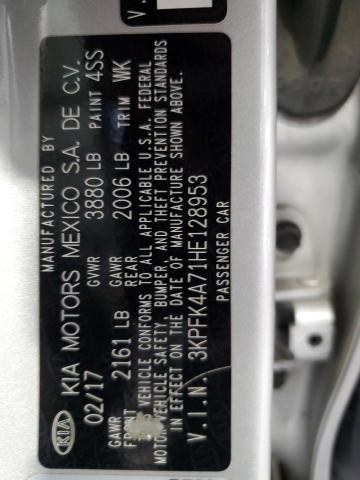 MANUFACTURED BY
KIA KIA MOTORS MEXICO S.A. DE C.V.
02/17 GVWR 3880 LB PAINT 4SS
GAWR FRONT 2161 LB GAWR REAR 2006 LB TRIM WK
VEHICLE CONFORMS TO ALL APPLICABLE U.S.A. FEDERAL
MOTOR VEHICLE SAFETY, BUMPER, AND THEFT PREVENTION STANDARDS
IN EFFECT ON THE DATE OF MANUFACTURE SHOWN ABOVE.
V.I.N. 3KPFK4A71HE128953
PASSENGER CAR
V.